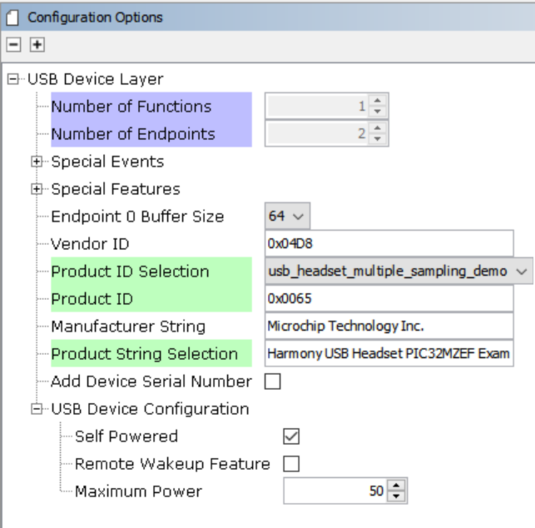 Configuration Options
USB Device Layer
Number of Functions 1
Number of Endpoints 2
Special Events
Special Features
Endpoint 0 Buffer Size 64
Vendor ID 0x04D8
Product ID Selection usb_headset_multiple_sampling_demo
Product ID 0x0065
Manufacturer String Microchip Technology Inc.
Product String Selection Harmony USB Headset PIC32MZEF Exam
Add Device Serial Number
USB Device Configuration
Self Powered
Remote Wakeup Feature
Maximum Power 50